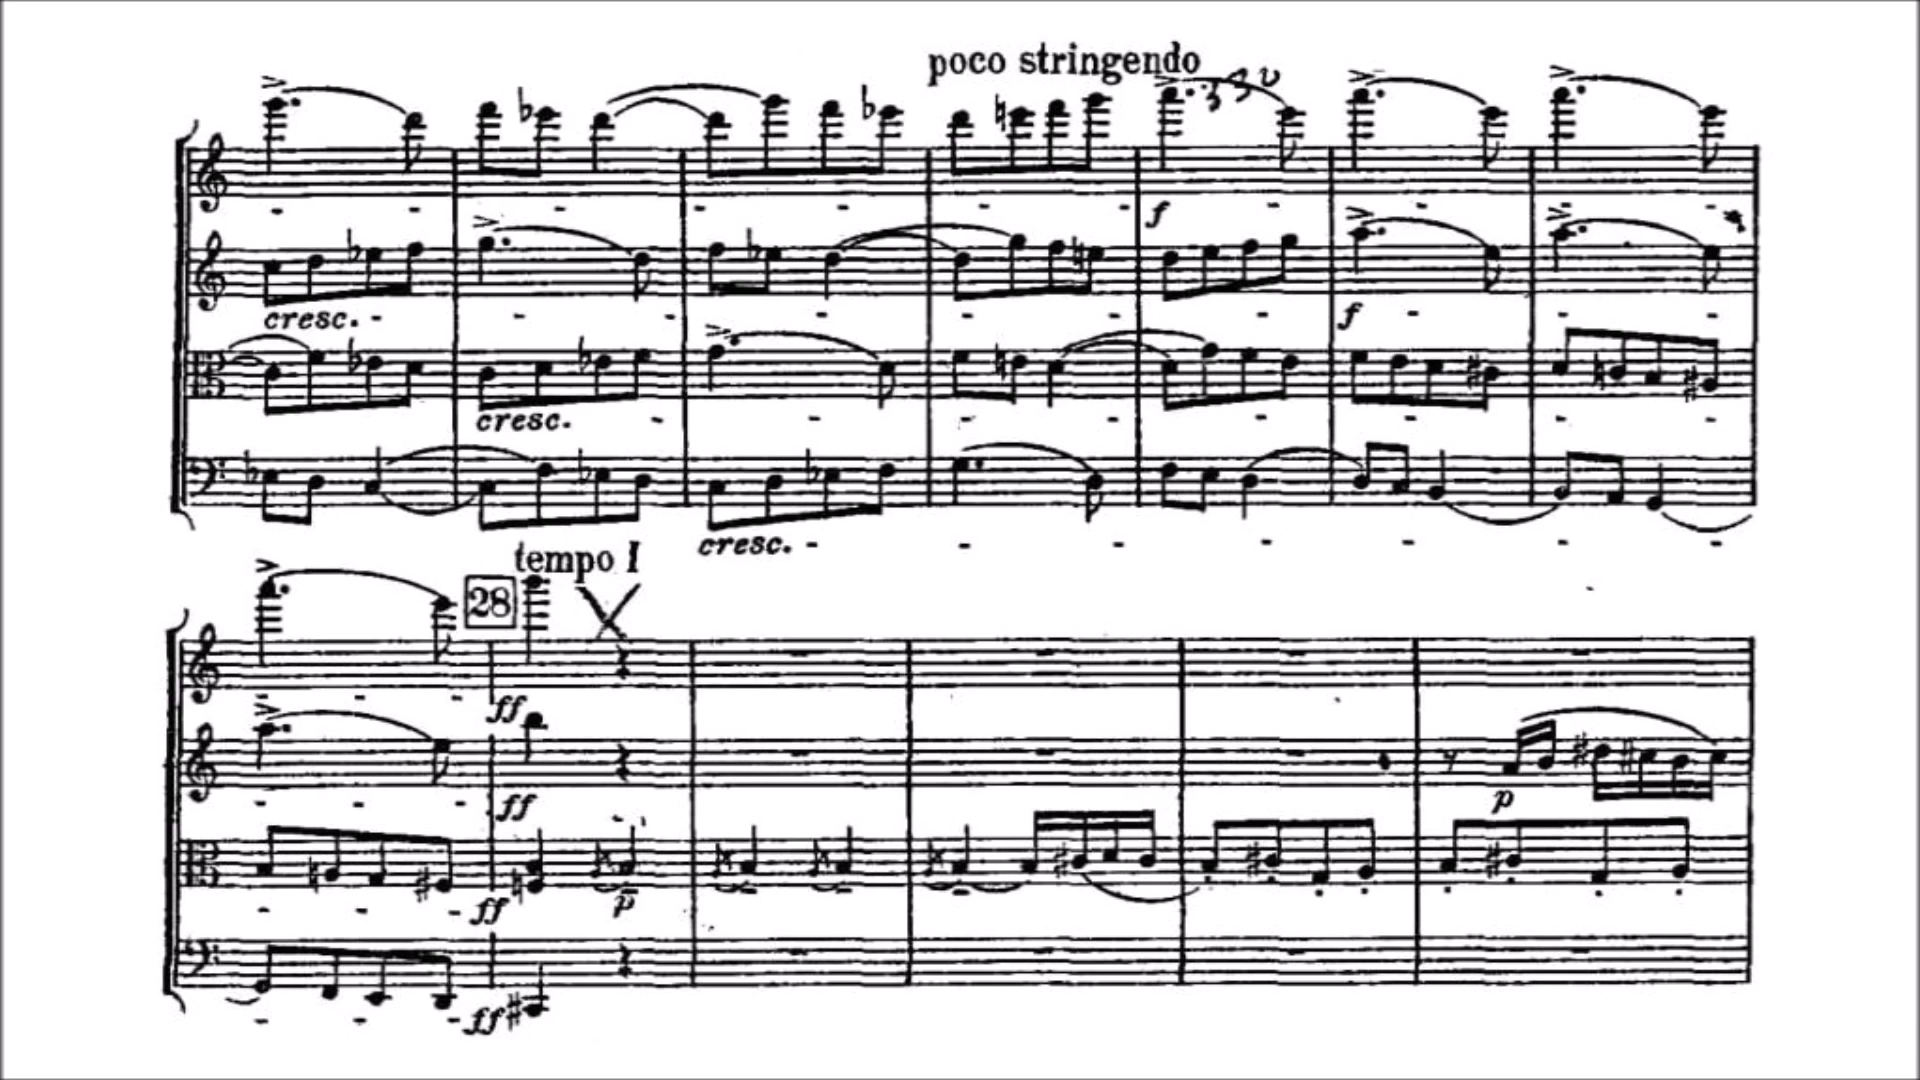 poco stringendo
f
cresc.
f
cresc.
cresc.
tempo I
28
ff
ff
p
ff
p
ff